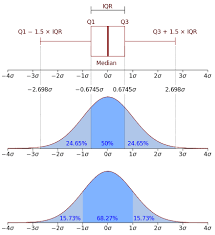 IQR
Q1 Q3
Q1 − 1.5 × IQR Q3 + 1.5 × IQR
Median
−4σ −3σ −2σ −1σ 0σ 1σ 2σ 3σ 4σ
−2.698σ −0.6745σ 0.6745σ 2.698σ
24.65% 50% 24.65%
−4σ −3σ −2σ −1σ 0σ 1σ 2σ 3σ 4σ
15.73% 68.27% 15.73%
−4σ −3σ −2σ −1σ 0σ 1σ 2σ 3σ 4σ